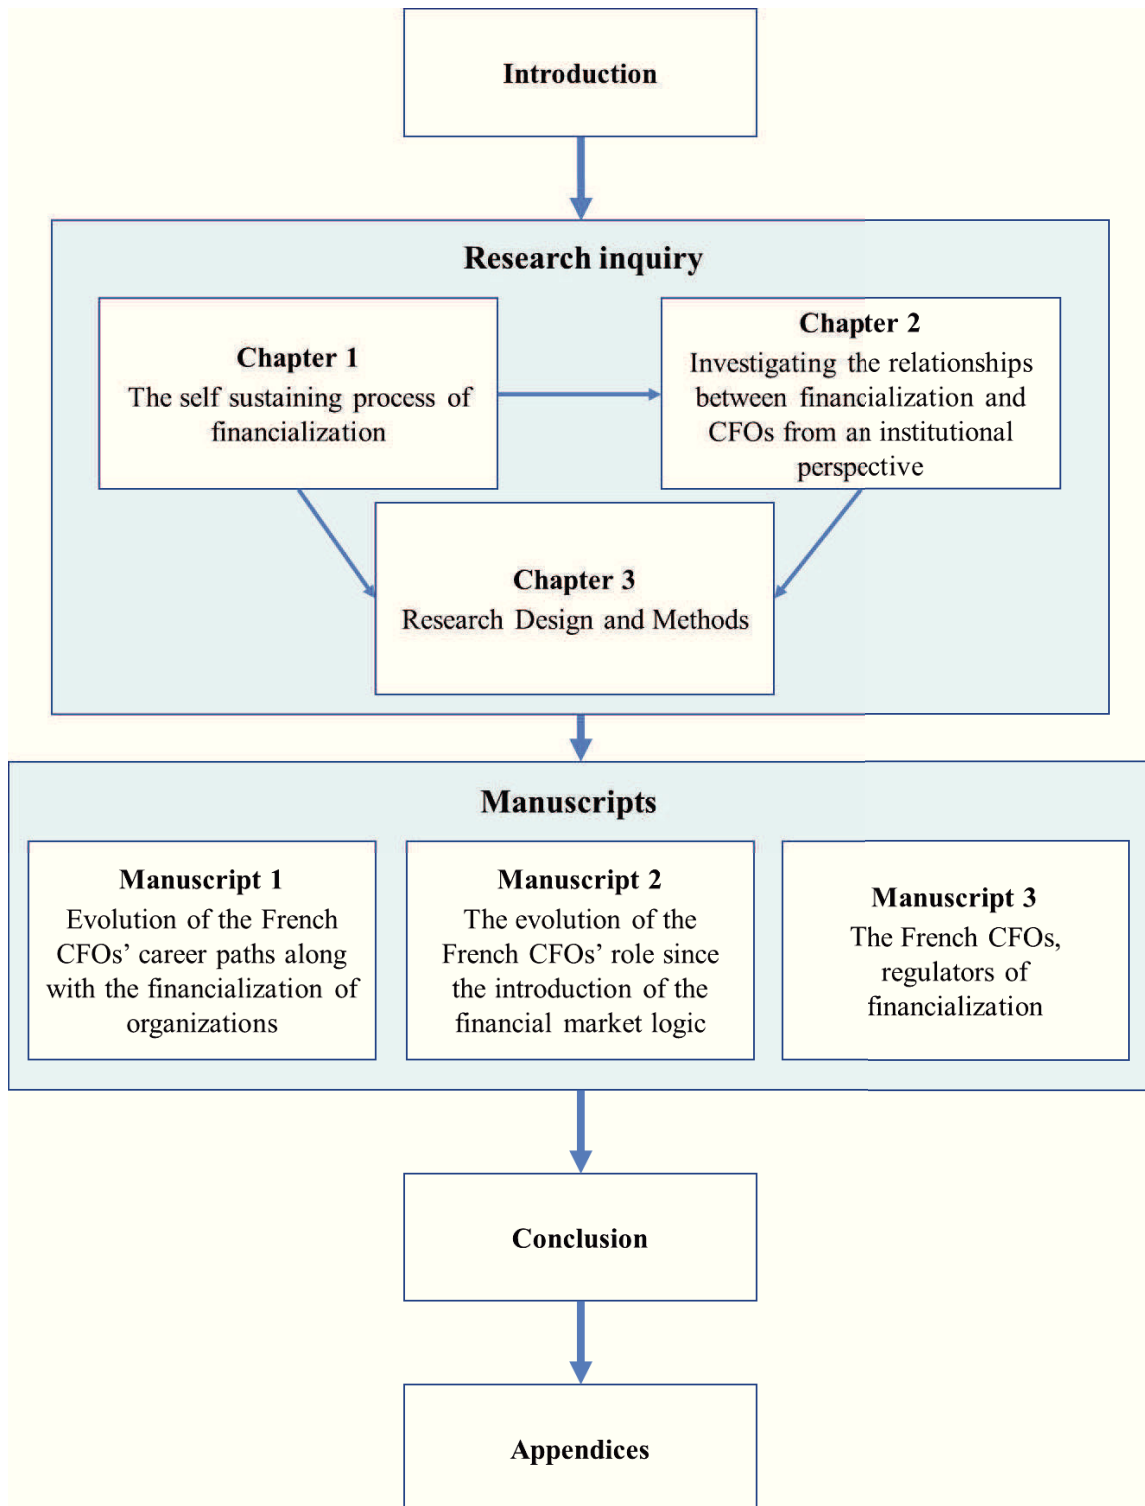 Introduction
Research inquiry
Chapter 1
The self sustaining process of
financialization
Chapter 2
Investigating the relationships
between financialization and
CFOs from an institutional
perspective
Chapter 3
Research Design and Methods
Manuscripts
Manuscript 1
Evolution of the French
CFOs’ career paths along
with the financialization of
organizations
Manuscript 2
The evolution of the
French CFOs’ role since
the introduction of the
financial market logic
Manuscript 3
The French CFOs,
regulators of
financialization
Conclusion
Appendices